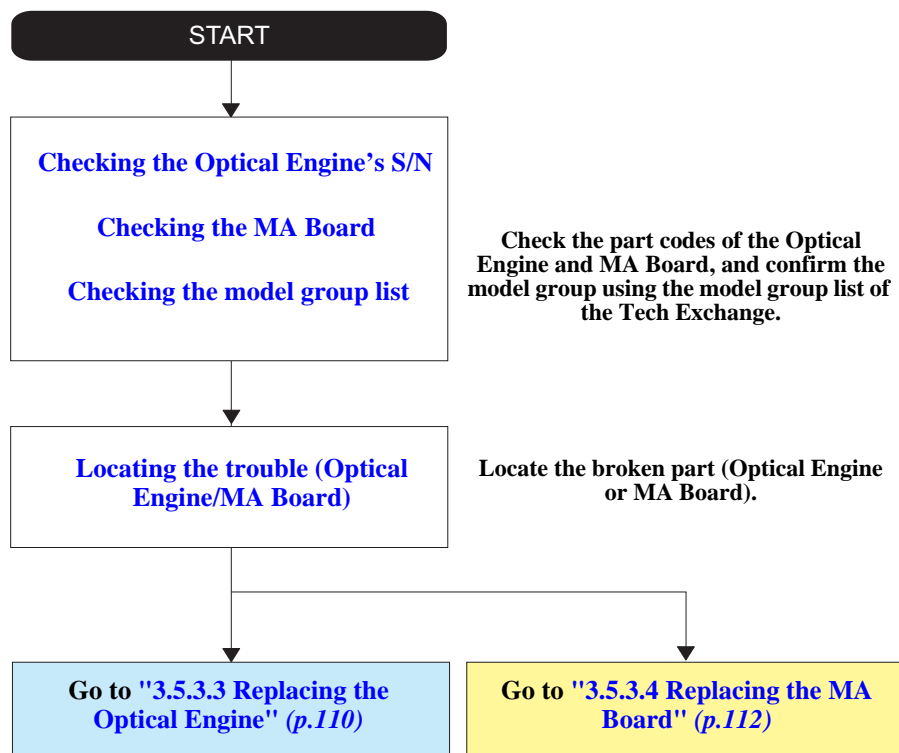 START
Checking the Optical Engine's S/N
Checking the MA Board
Checking the model group list
Check the part codes of the Optical
Engine and MA Board, and confirm the
model group using the model group list of
the Tech Exchange.
Locating the trouble (Optical
Engine/MA Board)
Locate the broken part (Optical Engine
or MA Board).
Go to "3.5.3.3 Replacing the
Optical Engine" (p.110)
Go to "3.5.3.4 Replacing the MA
Board" (p.112)